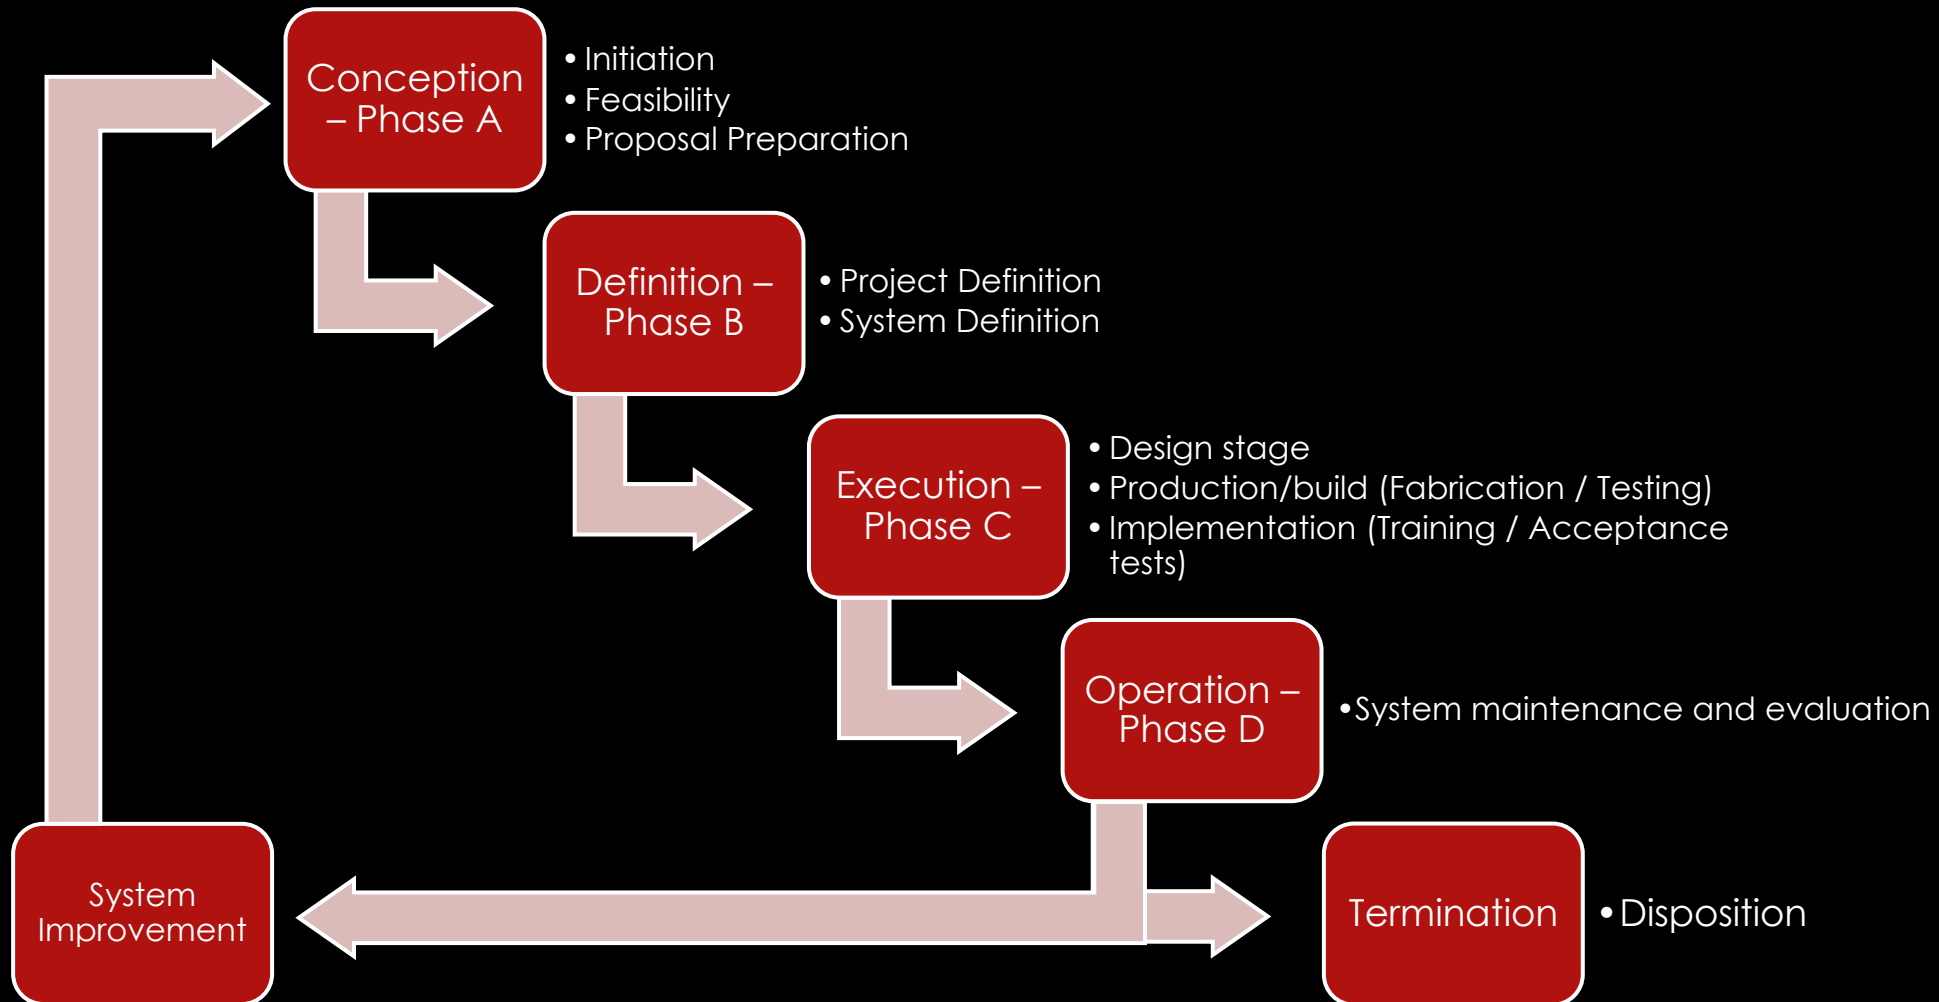 Conception
– Phase A
• Initiation
• Feasibility
• Proposal Preparation
Definition –
Phase B
• Project Definition
• System Definition
Execution –
Phase C
• Design stage
• Production/build (Fabrication / Testing)
• Implementation (Training / Acceptance
tests)
Operation –
Phase D
• System maintenance and evaluation
System
Improvement
Termination
• Disposition